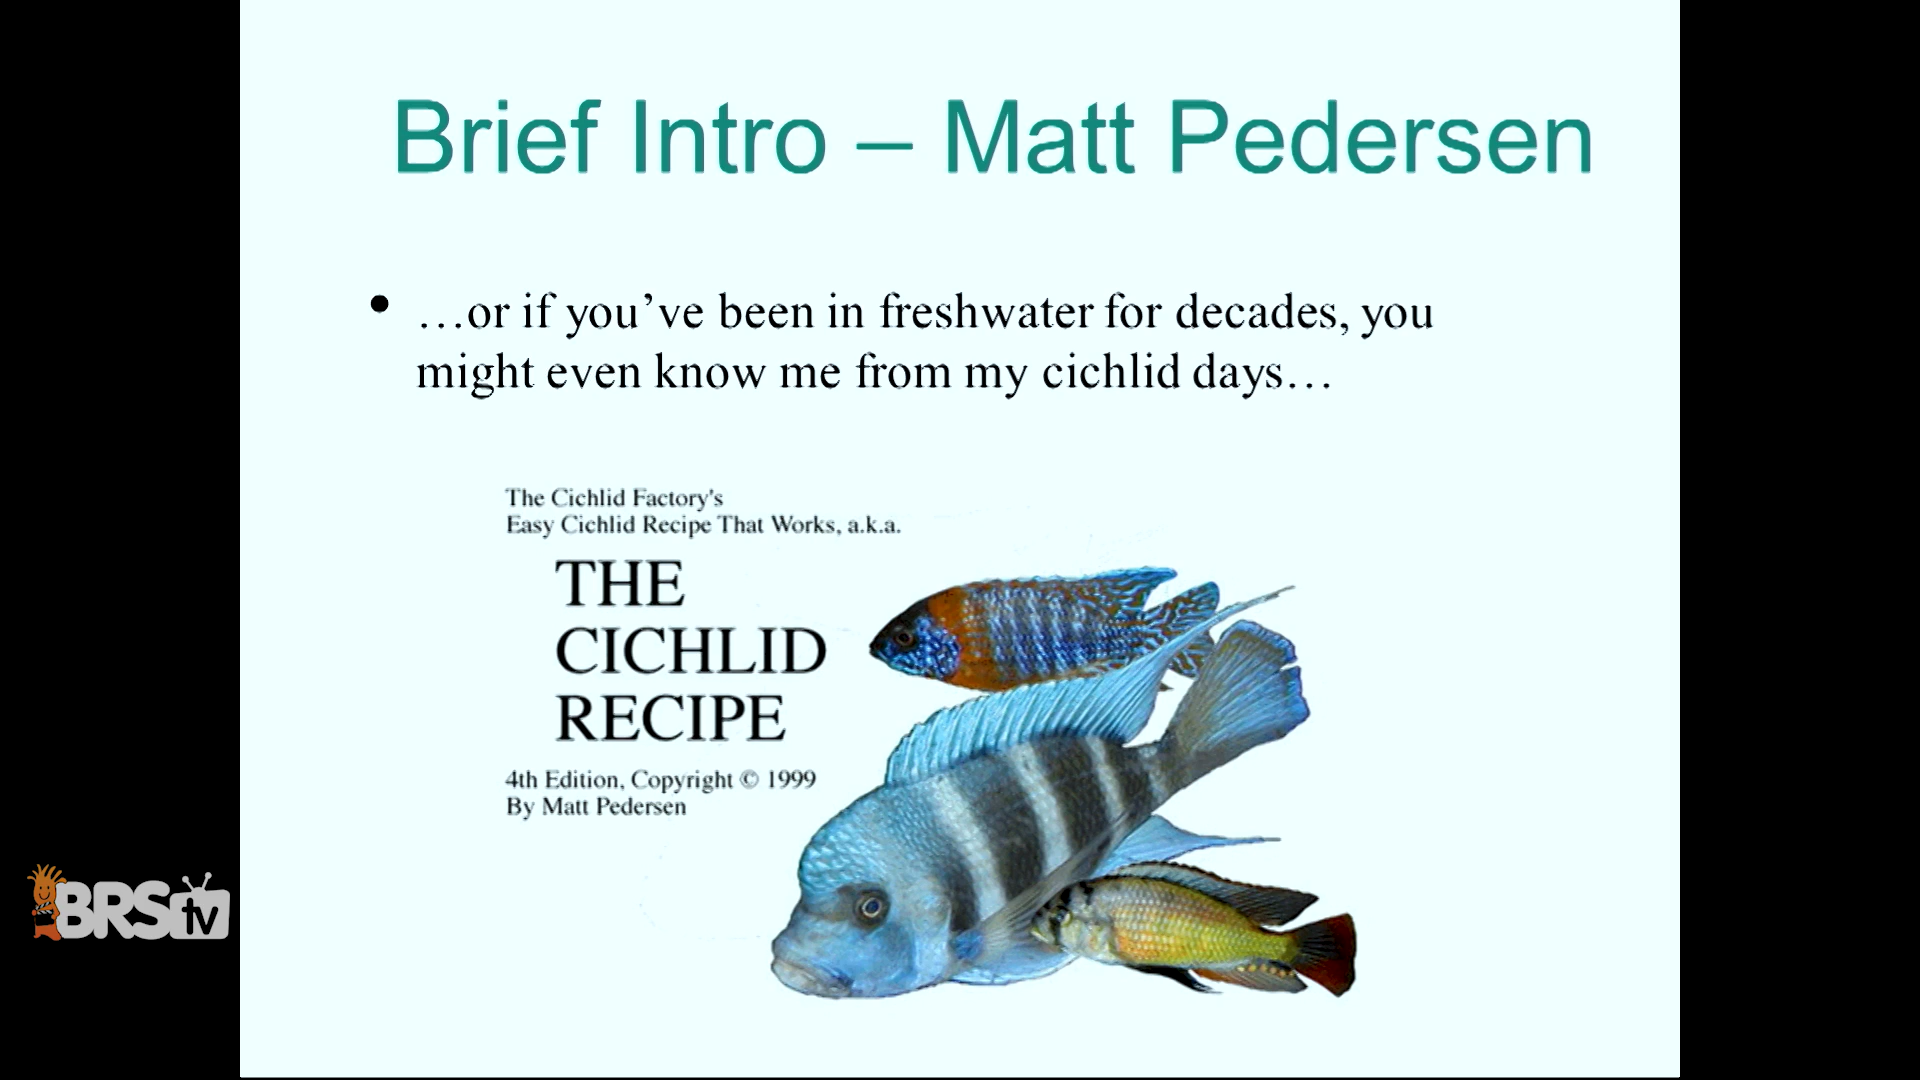 Brief Intro – Matt Pedersen
• …or if you’ve been in freshwater for decades, you
might even know me from my cichlid days…
The Cichlid Factory's
Easy Cichlid Recipe That Works, a.k.a.
THE
CICHLID
RECIPE
4th Edition, Copyright © 1999
By Matt Pedersen
BRStv